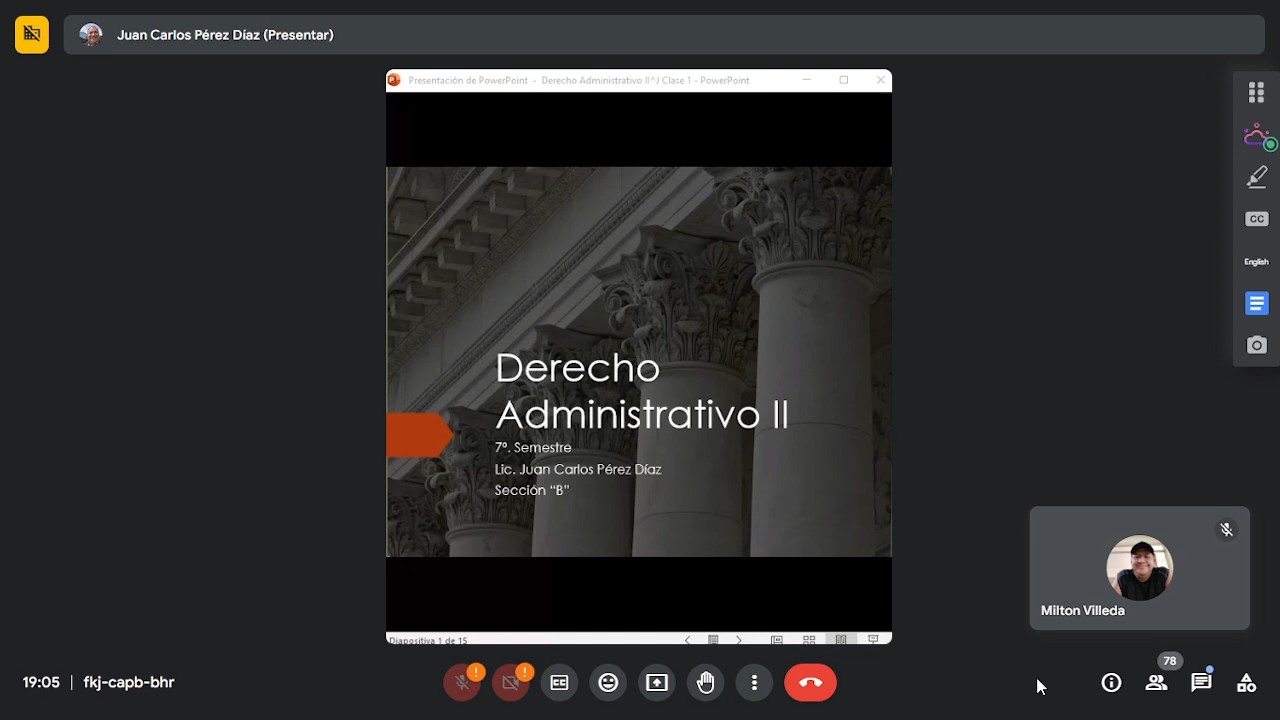 Juan Carlos Pérez Díaz (Presentar)
Presentación de PowerPoint - Derecho Administrativo II^J Clase 1 - PowerPoint
Derecho
Administrativo II
7º. Semestre
Lic. Juan Carlos Pérez Díaz
Sección “B”
Diapositiva 1 de 15
CC
English
Milton Villeda
19:05 | fkj-capb-bhr
78